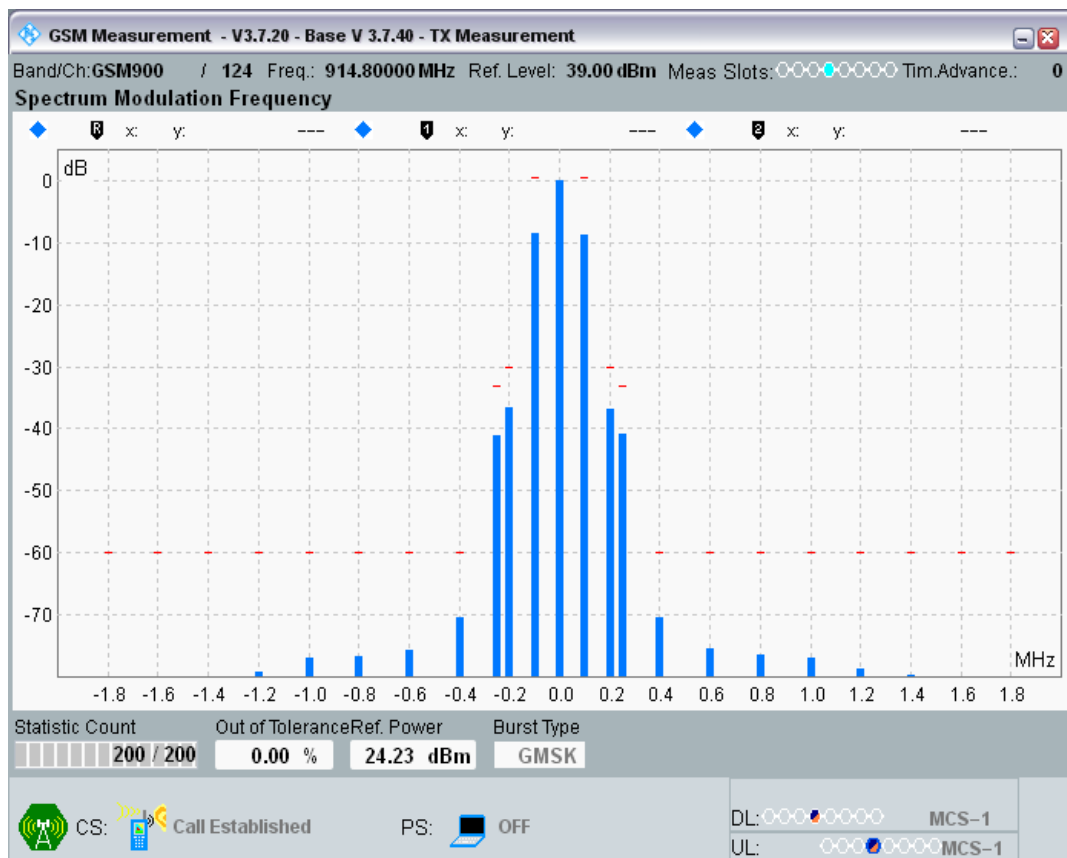 GSM Measurement - V3.7.20 - Base V 3.7.40 - TX Measurement
Band/Ch:GSM900 / 124 Freq.: 914.80000 MHz Ref. Level: 39.00 dBm Meas Slots: Tim.Advance.: 0
Spectrum Modulation Frequency
R x: y: --- 1 x: y: --- 2 x: y: ---
dB
0
-10
-20
-30
-40
-50
-60
-70
MHz
-1.8 -1.6 -1.4 -1.2 -1.0 -0.8 -0.6 -0.4 -0.2 0.0 0.2 0.4 0.6 0.8 1.0 1.2 1.4 1.6 1.8
Statistic Count Out of Tolerance Ref. Power Burst Type
200 / 200 0.00 % 24.23 dBm GMSK
CS: Call Established PS: OFF
DL: MCS-1
UL: MCS-1